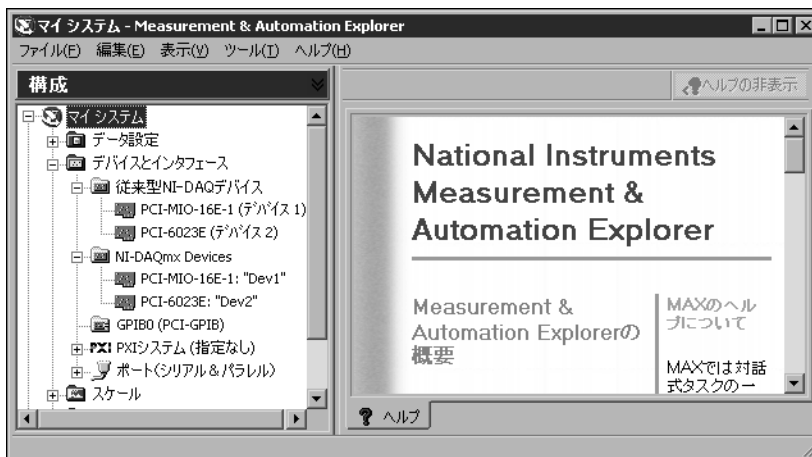 マイ システム - Measurement & Automation Explorer
ファイル(F) 編集(E) 表示(V) ツール(T) ヘルプ(H)
構成
ヘルプの非表示
マイ システム
データ設定
デバイスとインタフェース
従来型NI-DAQデバイス
PCI-MIO-16E-1 (デバイス 1)
PCI-6023E (デバイス 2)
NI-DAQmx Devices
PCI-MIO-16E-1: "Dev1"
PCI-6023E: "Dev2"
GPIB0 (PCI-GPIB)
PXI PXIシステム (指定なし)
ポート(シリアル&パラレル)
スケール
National Instruments
Measurement &
Automation Explorer
Measurement &
Automation Explorerの
概要
MAXのヘル
プについて
MAXでは対話
式タスクの一
ヘルプ